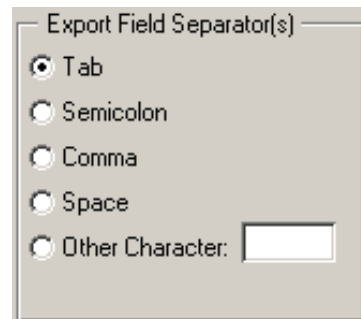 Export Field Separator(s)
Tab
Semicolon
Comma
Space
Other Character: